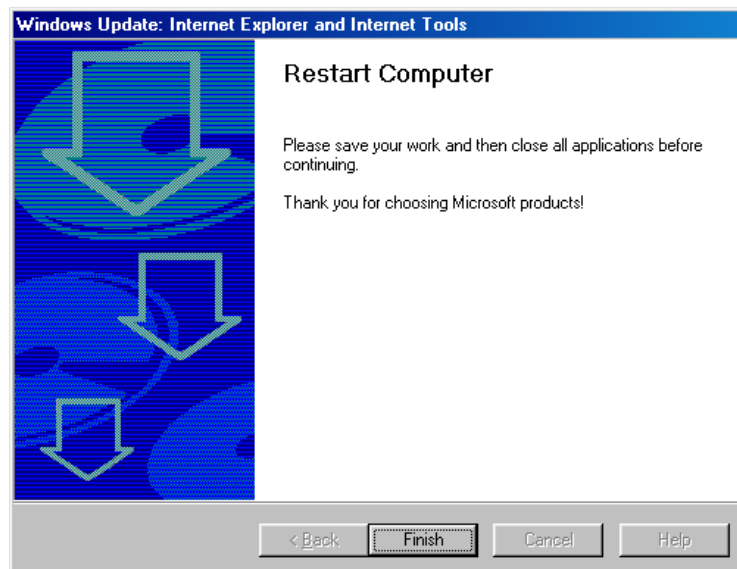 Windows Update: Internet Explorer and Internet Tools
Restart Computer
Please save your work and then close all applications before
continuing.
Thank you for choosing Microsoft products!
< Back Finish Cancel Help